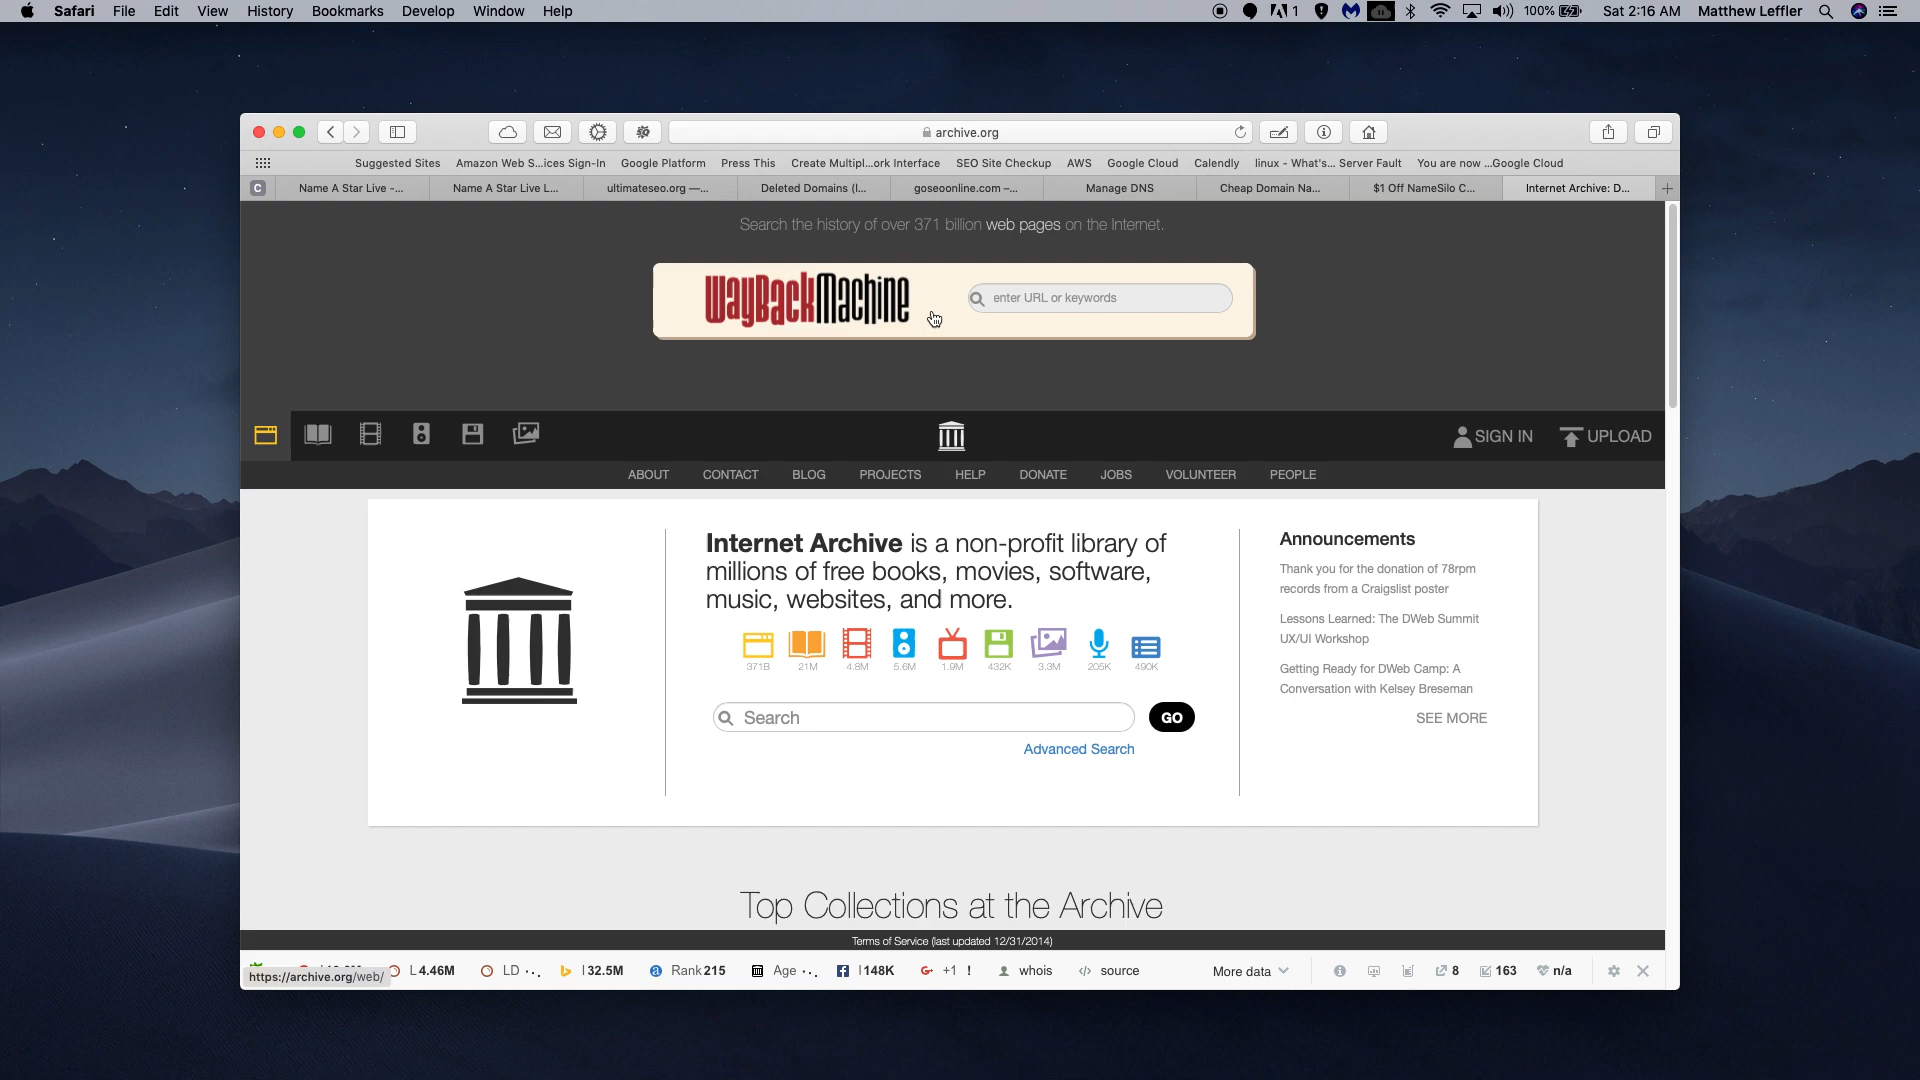 Safari File Edit View History Bookmarks Develop Window Help
1 100% Sat 2:16 AM Matthew Leffler
archive.org
Suggested Sites Amazon Web S...ices Sign-In Google Platform Press This Create Multipl...ork Interface SEO Site Checkup AWS Google Cloud Calendly linux - What's... Server Fault You are now ...Google Cloud
C Name A Star Live -... Name A Star Live L... ultimateseo.org —... Deleted Domains (l... goseoonline.com –... Manage DNS Cheap Domain Na... $1 Off NameSilo C... Internet Archive: D...
Search the history of over 371 billion web pages on the Internet.
WayBackMachine enter URL or keywords
SIGN IN UPLOAD
ABOUT CONTACT BLOG PROJECTS HELP DONATE JOBS VOLUNTEER PEOPLE
Internet Archive is a non-profit library of
millions of free books, movies, software,
music, websites, and more.
371B 21M 4.8M 5.6M 1.9M 432K 3.3M 205K 490K
Search GO
Advanced Search
Announcements
Thank you for the donation of 78rpm
records from a Craigslist poster
Lessons Learned: The DWeb Summit
UX/UI Workshop
Getting Ready for DWeb Camp: A
Conversation with Kelsey Breseman
SEE MORE
Top Collections at the Archive
Terms of Service (last updated 12/31/2014)
https://archive.org/web/ L 4.46M LD ... I 32.5M Rank 215 Age ... l 148K +1 ! whois source More data 8 163 n/a